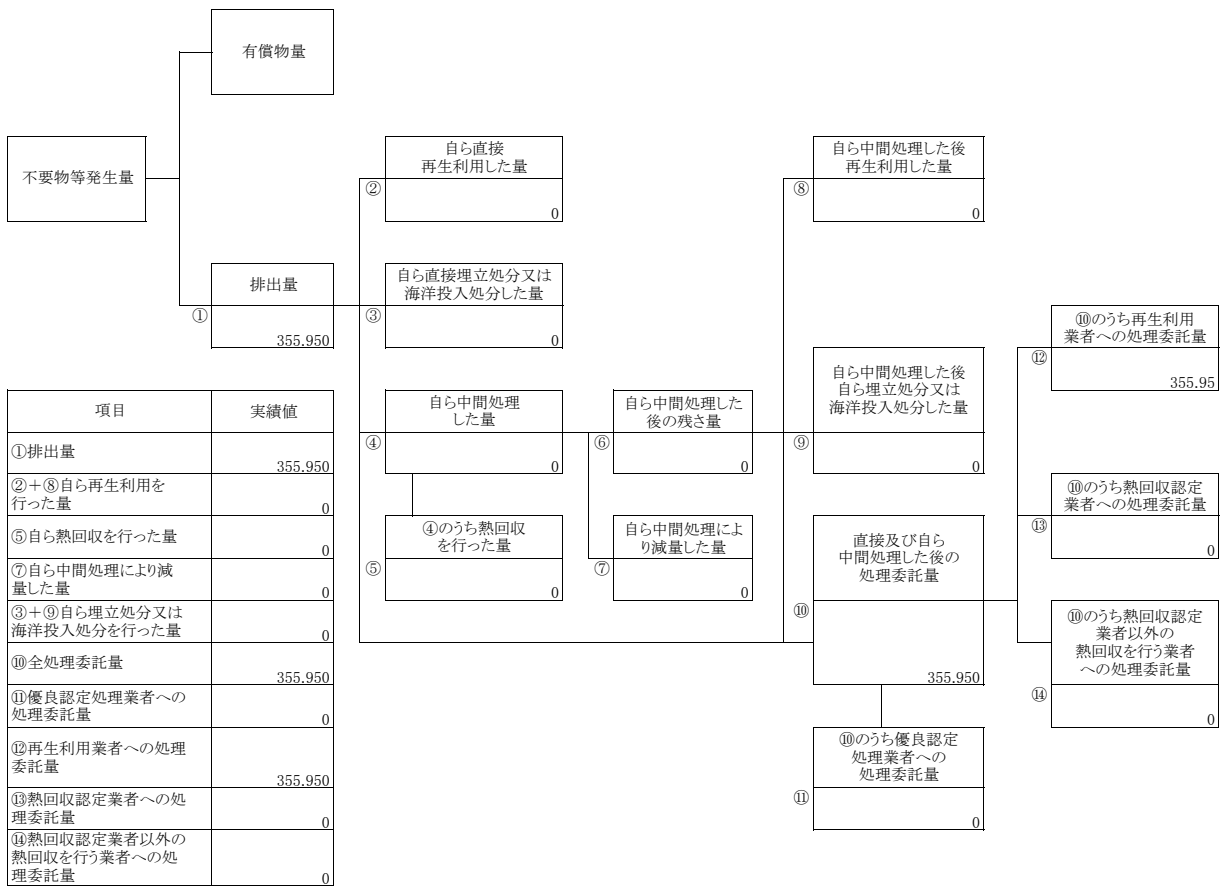 有償物量
不要物等発生量
排出量
①
355.950
自ら直接
再生利用した量
②
0
自ら直接埋立処分又は
海洋投入処分した量
③
0
自ら中間処理
した量
④
0
④のうち熱回収
を行った量
⑤
0
自ら中間処理した
後の残さ量
⑥
0
自ら中間処理によ
り減量した量
⑦
0
自ら中間処理した後
再生利用した量
⑧
0
自ら中間処理した後
自ら埋立処分又は
海洋投入処分した量
⑨
0
直接及び自ら
中間処理した後の
処理委託量
⑩
355.950
⑩のうち優良認定
処理業者への
処理委託量
⑪
0
⑩のうち再生利用
業者への処理委託量
⑫
355.95
⑩のうち熱回収認定
業者への処理委託量
⑬
0
⑩のうち熱回収認定
業者以外の
熱回収を行う業者
への処理委託量
⑭
0
項目 実績値
①排出量
355.950
②+⑧自ら再生利用を
行った量
0
⑤自ら熱回収を行った量
0
⑦自ら中間処理により減
量した量
0
③+⑨自ら埋立処分又は
海洋投入処分を行った量
0
⑩全処理委託量
355.950
⑪優良認定処理業者への
処理委託量
0
⑫再生利用業者への処理
委託量
355.950
⑬熱回収認定業者への処
理委託量
0
⑭熱回収認定業者以外の
熱回収を行う業者への処
理委託量
0